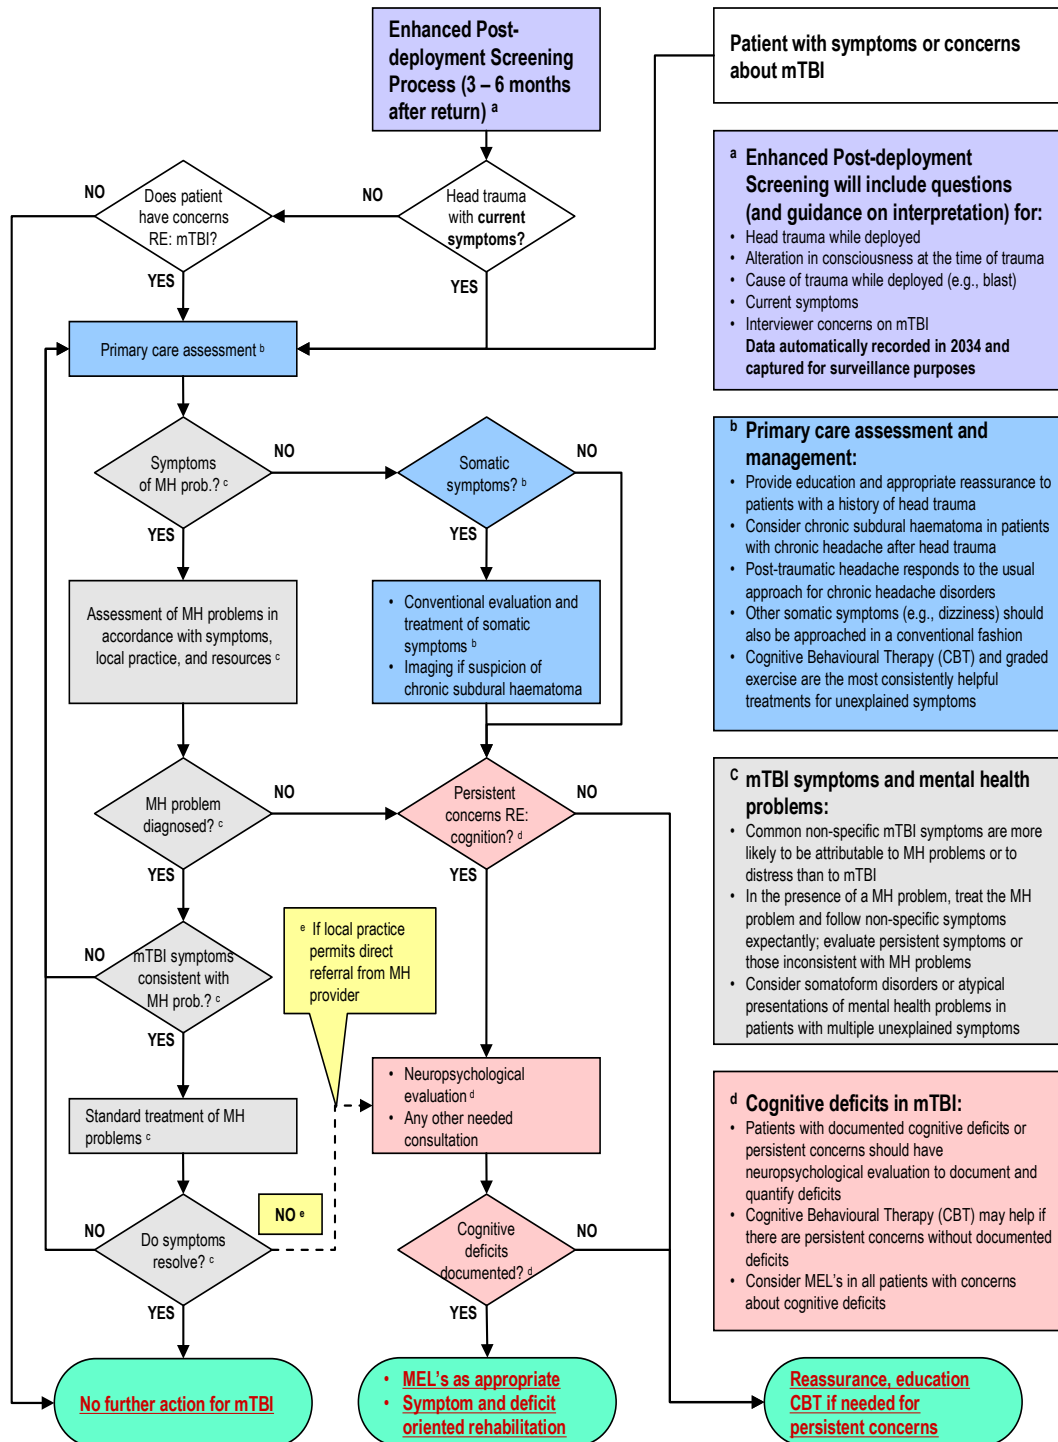 Enhanced Post-
deployment Screening
Process (3 – 6 months
after return) a
Patient with symptoms or concerns
about mTBI
NO
Does patient
have concerns
RE: mTBI?
YES
NO
Head trauma
with current
symptoms?
YES
Primary care assessment b
Symptoms
of MH prob.? c
NO
YES
Somatic
symptoms? b
NO
YES
Assessment of MH problems in
accordance with symptoms,
local practice, and resources c
• Conventional evaluation and
treatment of somatic
symptoms b
• Imaging if suspicion of
chronic subdural haematoma
MH problem
diagnosed? c
NO
YES
Persistent
concerns RE:
cognition? d
NO
YES
NO
mTBI symptoms
consistent with
MH prob.? c
YES
e If local practice
permits direct
referral from MH
provider
Standard treatment of MH
problems c
• Neuropsychological
evaluation d
• Any other needed
consultation
NO
Do symptoms
resolve? c
NO e
YES
Cognitive
deficits
documented? d
NO
YES
No further action for mTBI
• MEL's as appropriate
• Symptom and deficit
oriented rehabilitation
Reassurance, education
CBT if needed for
persistent concerns
a Enhanced Post-deployment
Screening will include questions
(and guidance on interpretation) for:
• Head trauma while deployed
• Alteration in consciousness at the time of trauma
• Cause of trauma while deployed (e.g., blast)
• Current symptoms
• Interviewer concerns on mTBI
Data automatically recorded in 2034 and
captured for surveillance purposes
b Primary care assessment and
management:
• Provide education and appropriate reassurance to
patients with a history of head trauma
• Consider chronic subdural haematoma in patients
with chronic headache after head trauma
• Post-traumatic headache responds to the usual
approach for chronic headache disorders
• Other somatic symptoms (e.g., dizziness) should
also be approached in a conventional fashion
• Cognitive Behavioural Therapy (CBT) and graded
exercise are the most consistently helpful
treatments for unexplained symptoms
C mTBI symptoms and mental health
problems:
• Common non-specific mTBI symptoms are more
likely to be attributable to MH problems or to
distress than to mTBI
• In the presence of a MH problem, treat the MH
problem and follow non-specific symptoms
expectantly; evaluate persistent symptoms or
those inconsistent with MH problems
• Consider somatoform disorders or atypical
presentations of mental health problems in
patients with multiple unexplained symptoms
d Cognitive deficits in mTBI:
• Patients with documented cognitive deficits or
persistent concerns should have
neuropsychological evaluation to document and
quantify deficits
• Cognitive Behavioural Therapy (CBT) may help if
there are persistent concerns without documented
deficits
• Consider MEL's in all patients with concerns
about cognitive deficits